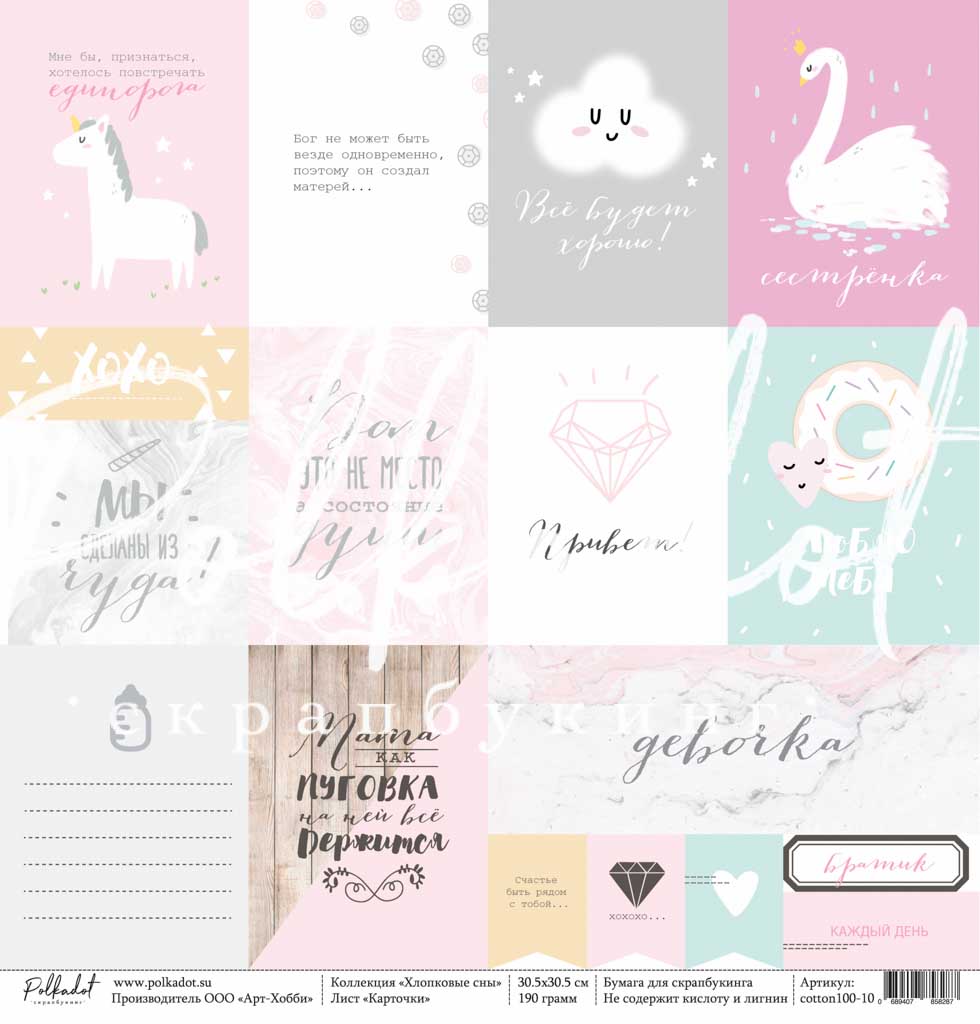 Мне бы, признаться,
хотелось повстречать
единорога
Бог не может быть
везде одновременно,
поэтому он создал
матерей...
Всё будет
хорошо!
сестрёнка
ХОХО
МЫ
СДЕЛАНЫ ИЗ
чуда!
Дом
ЭТО НЕ МЕСТО
а состояние
души
Привет!
ЛЮБЛЮ
тебя
скрапбукинг
Мама
КАК
ПУГОВКА
на ней всё
Держится
девочка
Счастье
быть рядом
с тобой...
хохохо...
братик
КАЖДЫЙ ДЕНЬ
Polkadot
скрапбукинг
www.polkadot.su
Производитель ООО «Арт-Хобби»
Коллекция «Хлопковые сны»
Лист «Карточки»
30.5х30.5 см
190 грамм
Бумага для скрапбукинга
Не содержит кислоту и лигнин
Артикул:
cotton100-10
0 689407 858287